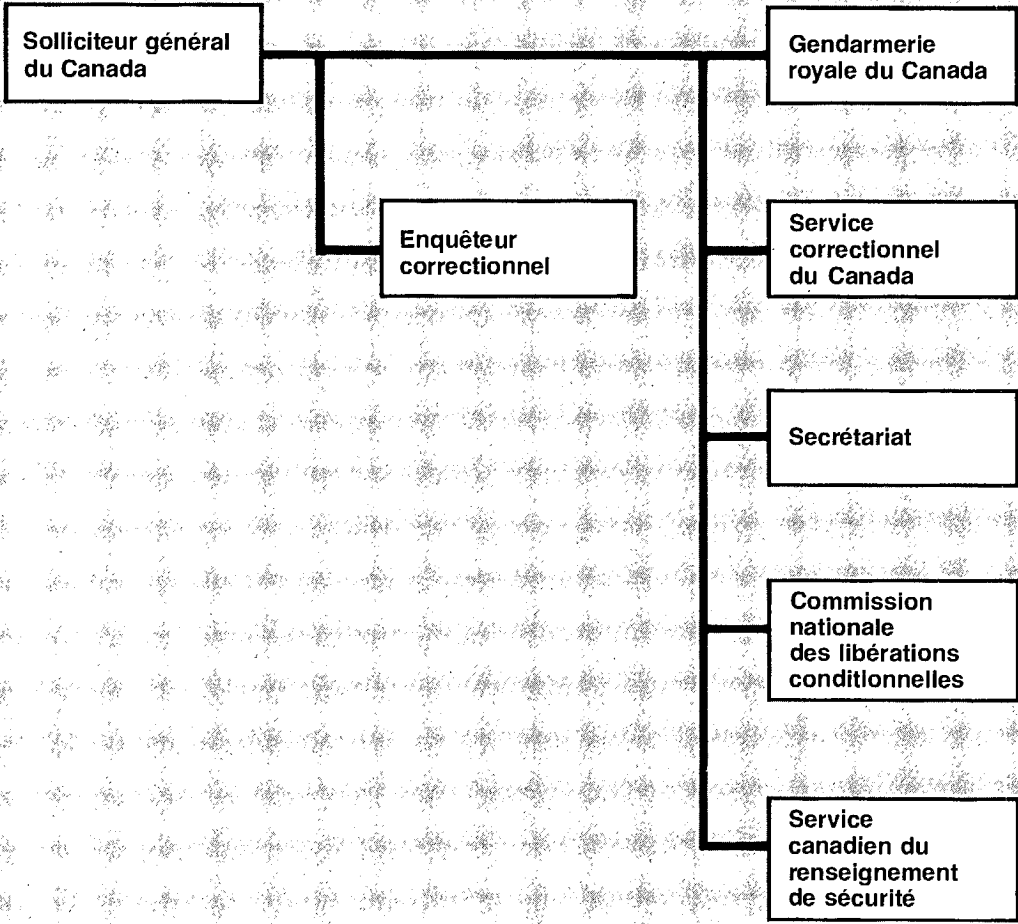 Solliciteur général
du Canada
Gendarmerie
royale du Canada
Enquêteur
correctionnel
Service
correctionnel
du Canada
Secrétariat
Commission
nationale
des libérations
conditionnelles
Service
canadien du
renseignement
de sécurité